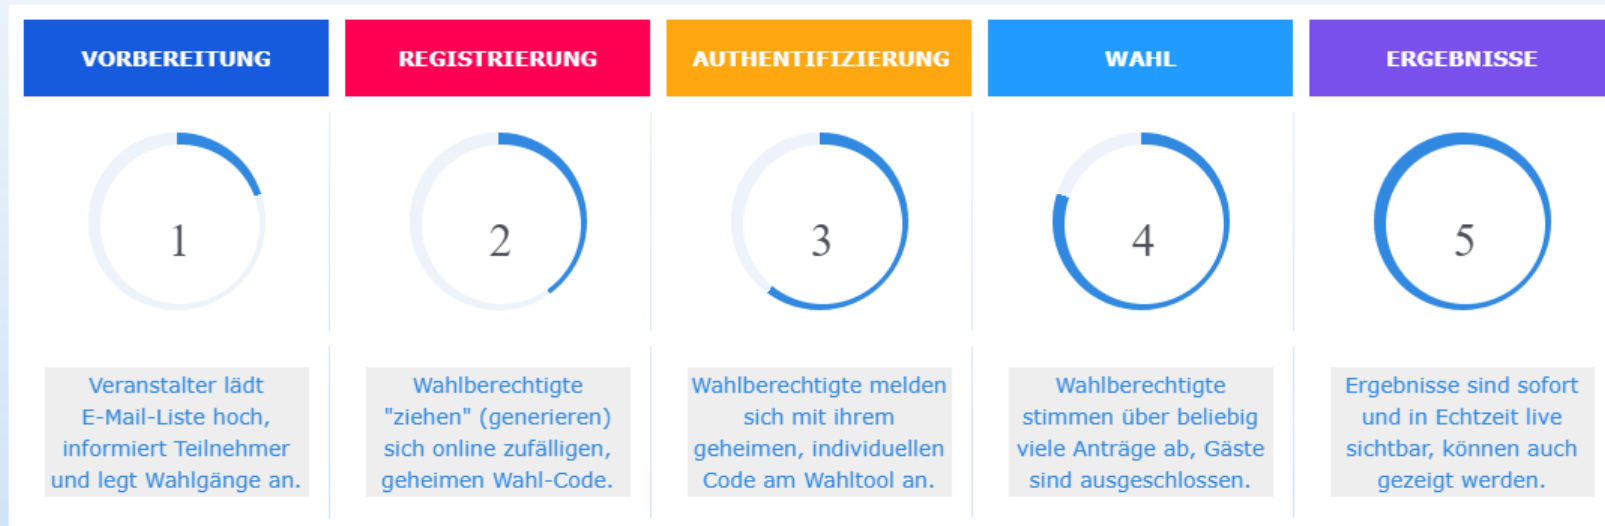 VORBEREITUNG
REGISTRIERUNG
AUTHENTIFIZIERUNG
WAHL
ERGEBNISSE
1
2
3
4
5
Veranstalter lädt
E-Mail-Liste hoch,
informiert Teilnehmer
und legt Wahlgänge an.
Wahlberechtigte
"ziehen" (generieren)
sich online zufälligen,
geheimen Wahl-Code.
Wahlberechtigte melden
sich mit ihrem
geheimen, individuellen
Code am Wahltool an.
Wahlberechtigte
stimmen über beliebig
viele Anträge ab, Gäste
sind ausgeschlossen.
Ergebnisse sind sofort
und in Echtzeit live
sichtbar, können auch
gezeigt werden.